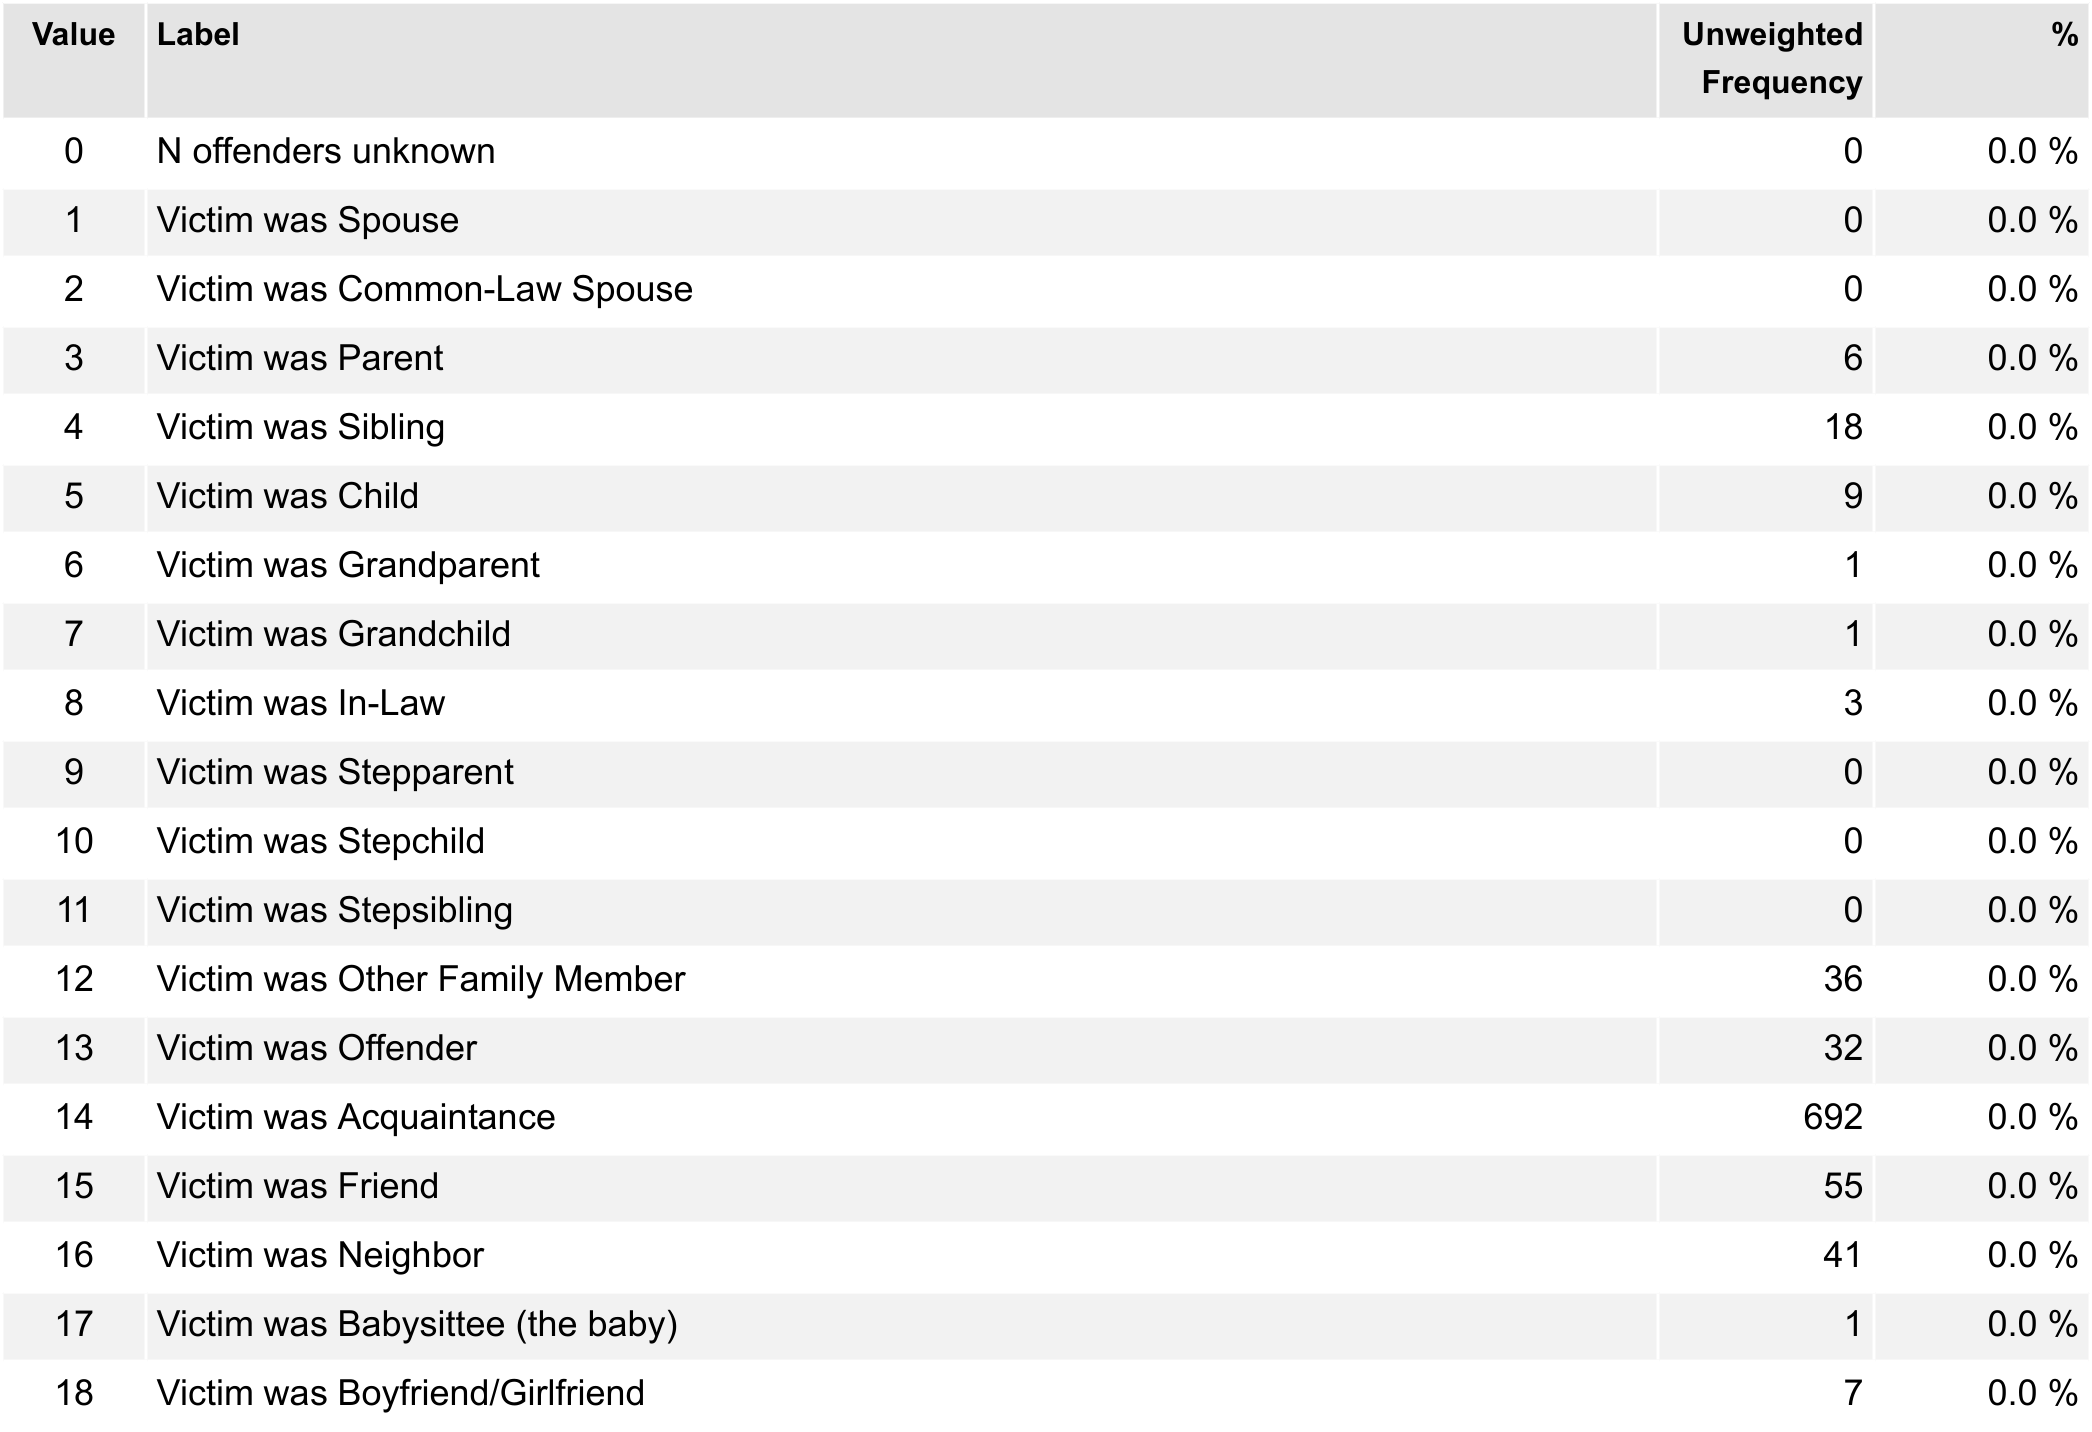 Value Label Unweighted Frequency %
0 N offenders unknown 0 0.0 %
1 Victim was Spouse 0 0.0 %
2 Victim was Common-Law Spouse 0 0.0 %
3 Victim was Parent 6 0.0 %
4 Victim was Sibling 18 0.0 %
5 Victim was Child 9 0.0 %
6 Victim was Grandparent 1 0.0 %
7 Victim was Grandchild 1 0.0 %
8 Victim was In-Law 3 0.0 %
9 Victim was Stepparent 0 0.0 %
10 Victim was Stepchild 0 0.0 %
11 Victim was Stepsibling 0 0.0 %
12 Victim was Other Family Member 36 0.0 %
13 Victim was Offender 32 0.0 %
14 Victim was Acquaintance 692 0.0 %
15 Victim was Friend 55 0.0 %
16 Victim was Neighbor 41 0.0 %
17 Victim was Babysittee (the baby) 1 0.0 %
18 Victim was Boyfriend/Girlfriend 7 0.0 %